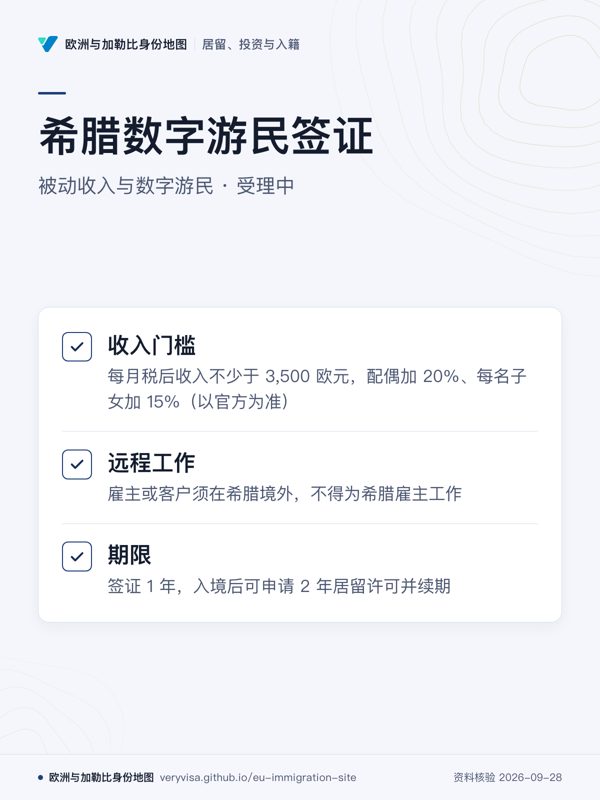 欧洲与加勒比身份地图 居留、投资与入籍
希腊数字游民签证
被动收入与数字游民 · 受理中
收入门槛
每月税后收入不少于 3,500 欧元，配偶加 20%、每名子
女加 15%（以官方为准）
远程工作
雇主或客户须在希腊境外，不得为希腊雇主工作
期限
签证 1 年，入境后可申请 2 年居留许可并续期
欧洲与加勒比身份地图 veryvisa.github.io/eu-immigration-site 资料核验 2026-09-28